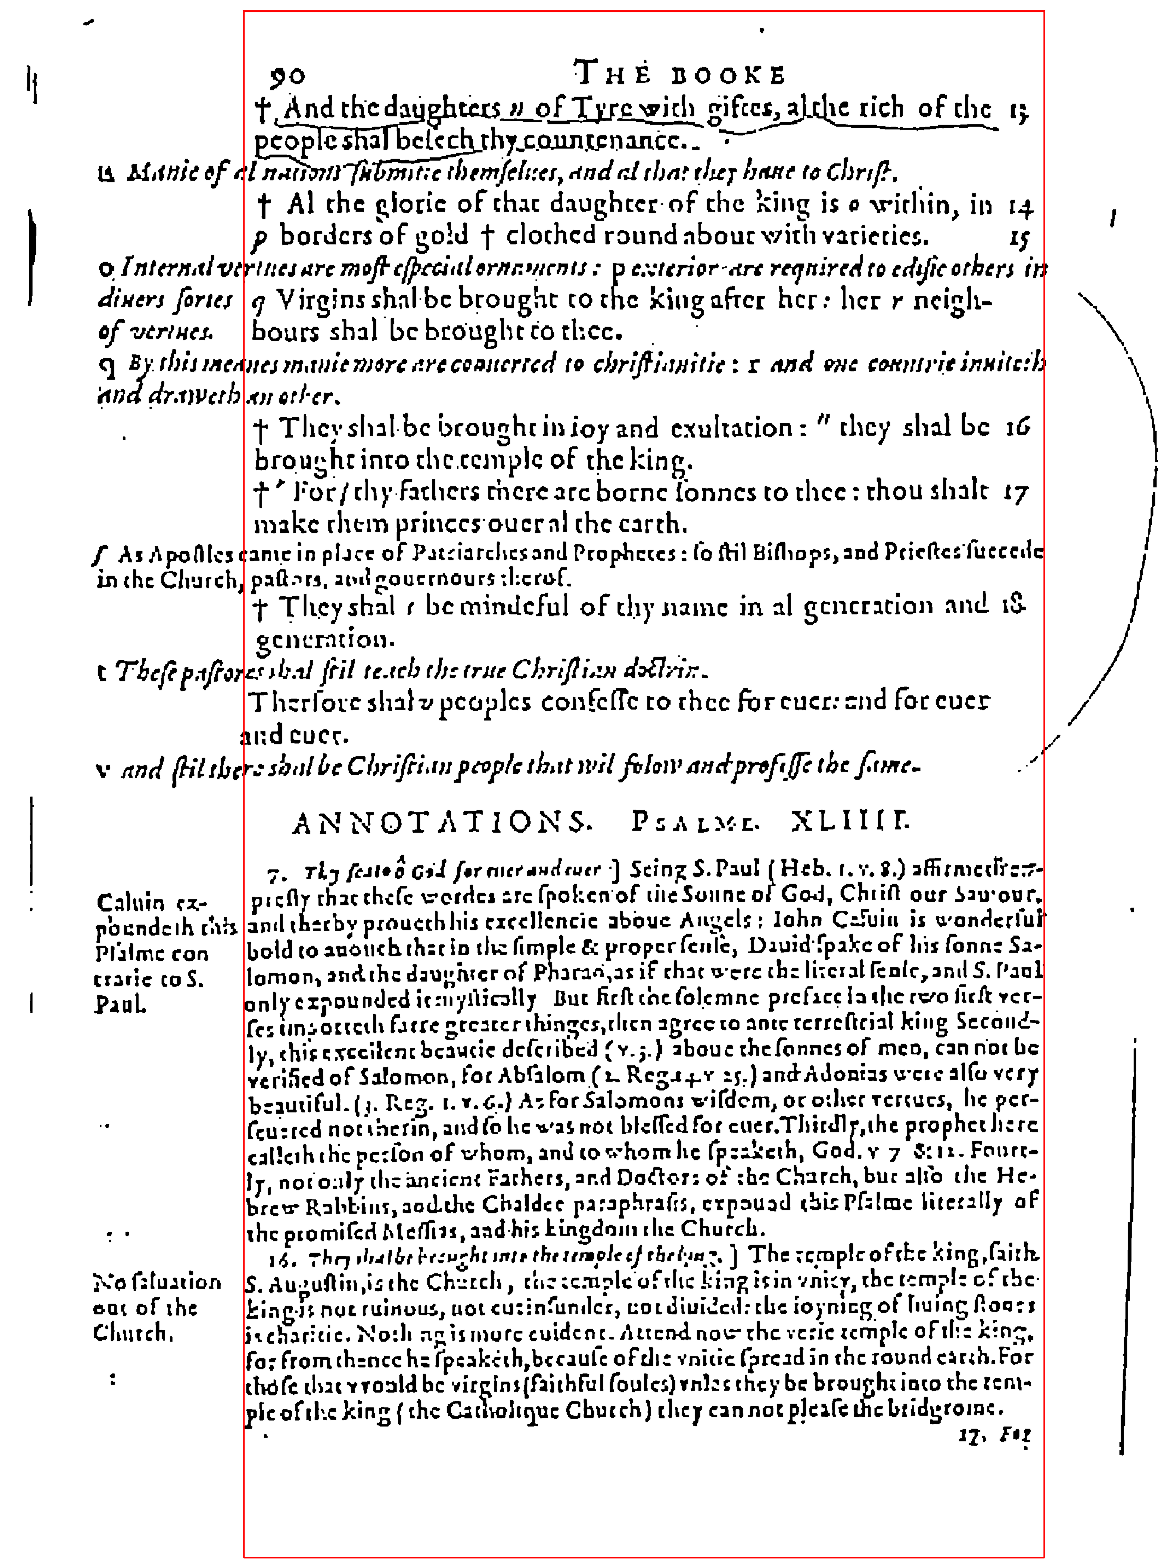 90 THE BOOKE
† And the daughters n of Tyre with giftes, al the rich of the 13
people shal beseech thy countenance.
n Manie of al nations submitte themselues, and al that they haue to Christ.
† Al the glorie of that daughter of the king is o within, in 14
p borders of gold † clothed round about with varieties. 15
o Internal vertues are most especial ornaments: p exterior are required to edifie others in
diuers sortes q Virgins shal be brought to the king after her: her r neigh-
of vertues. bours shal be brought to thee.
q By this meanes manie more are conuerted to christianitie: r and one countrie inuiteth
and draweth an other.
† They shal be brought in ioy and exultation: " they shal be 16
brought into the temple of the king.
† " For s thy fathers there are borne sonnes to thee: thou shalt 17
make them princes ouer al the earth.
s As Apostles came in place of Patriarches and Prophetes: so stil Bishops, and Priestes succede
in the Church, pastors, and gouernours therof.
† They shal t be mindeful of thy name in al generation and 18
generation.
t These pastores shal stil teach the true Christian doctrin.
Therfore shal v peoples confesse to thee for euer: and for euer
and euer.
v and stil there shal be Christian people that wil folow and professe the same.
ANNOTATIONS. PSALME. XLIIII.
7. Thy seate ô God for euer and euer ] Seing S. Paul (Heb. 1. v. 8.) affirmeth ex-
presly that these wordes are spoken of the Sonne of God, Christ our Sauiour,
Caluin ex-
poundeth this
Psalme con
trarie to S.
Paul.
and therby proueth his excellencie aboue Angels: Iohn Caluin is wonderful
bold to auouch that in the simple & proper sense, Dauid spake of his sonne Sa-
lomon, and the daughter of Pharao, as if that were the literal sense, and S. Paul
only expounded it mystically But first the solemne preface in the two first ver-
ses importeth farre greater thinges, then agree to anie terrestrial king Second-
ly, this excellent beautie described (v. 3.) aboue the sonnes of men, can not be
verified of Salomon, for Absalom (2. Reg. 14. v 25.) and Adonias were also very
beautiful. (3. Reg. 1. v. 6.) As for Salomons wisdom, or other vertues, he per-
seuered not therin, and so he was not blessed for euer. Thirdly, the prophet here
calleth the person of whom, and to whom he speaketh, God. v 7 & 12. Fourt-
ly, not only the ancient Fathers, and Doctors of the Church, but also the He-
brew Rabbins, and the Chaldee paraphrasis, expound this Psalme literally of
the promised Messias, and his kingdom the Church.
16. They shal be brought into the temple of the king. ] The temple of the king, saith
No saluation
out of the
Church.
S. Augustin, is the Church, the temple of the king is in vnity, the temple of the
king is not ruinous, not cut in sunder, not diuided: the ioyning of liuing stones
is charitie. Nothing is more euident. Attend now the verie temple of the king,
for from thence he speaketh, because of the vnitie spread in the round earth. For
those that would be virgins (faithful soules) vnles they be brought into the tem-
ple of the king (the Catholique Church) they can not please the bridgrome.
17. For